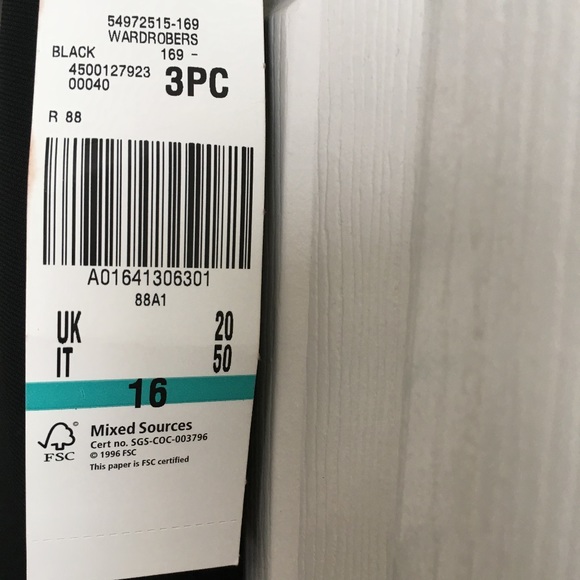 54972515-169
WARDROBERS
BLACK 169 -
4500127923
00040 3PC
R 88
A01641306301
88A1
UK 20
IT 50
16
FSC
©
Mixed Sources
Cert no. SGS-COC-003796
© 1996 FSC
This paper is FSC certified